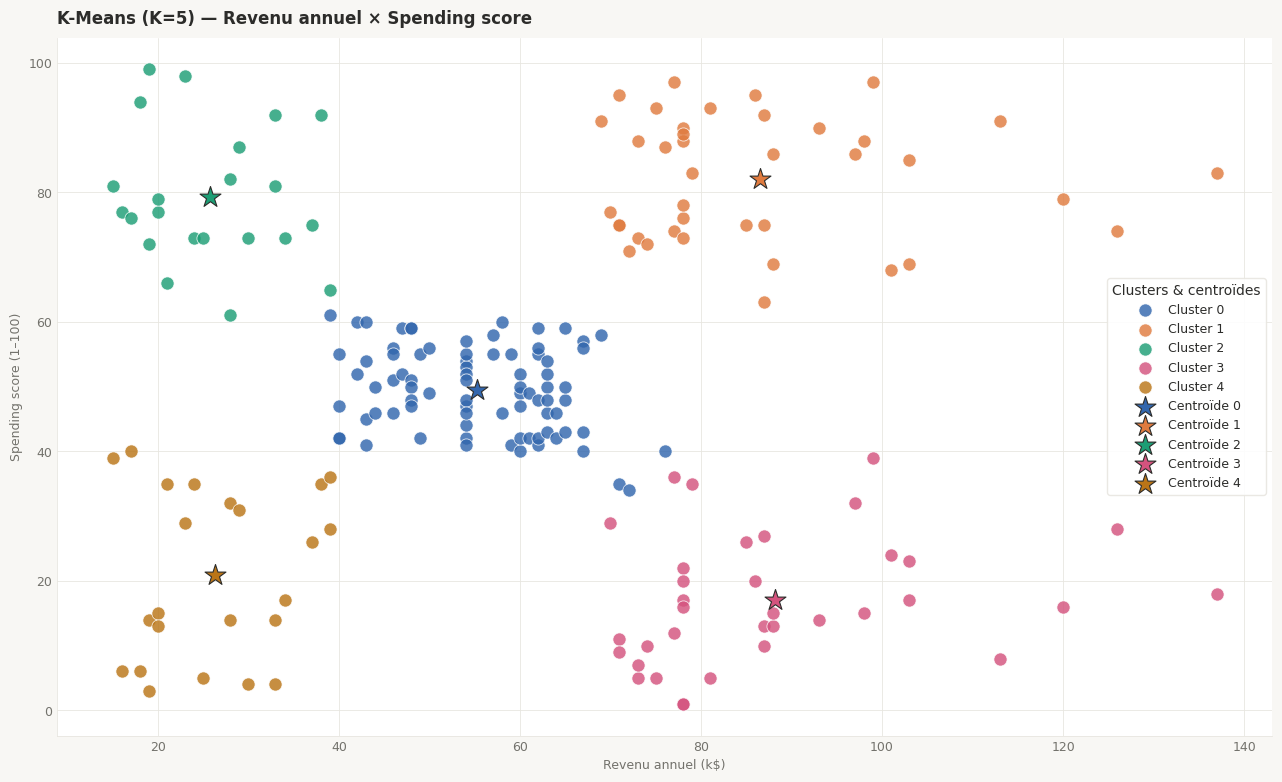 K-Means (K=5) — Revenu annuel × Spending score
100
80
60
40
20
0
Spending score (1–100)
20
40
60
80
100
120
140
Revenu annuel (k$)
Clusters & centroïdes
Cluster 0
Cluster 1
Cluster 2
Cluster 3
Cluster 4
Centroïde 0
Centroïde 1
Centroïde 2
Centroïde 3
Centroïde 4